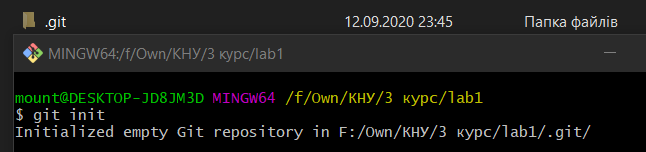 .git 12.09.2020 23:45 Папка файлів
MINGW64:/f/Own/КНУ/3 курс/lab1
mount@DESKTOP-JD8JM3D MINGW64 /f/Own/КНУ/3 курс/lab1
$ git init
Initialized empty Git repository in F:/Own/КНУ/3 курс/lab1/.git/